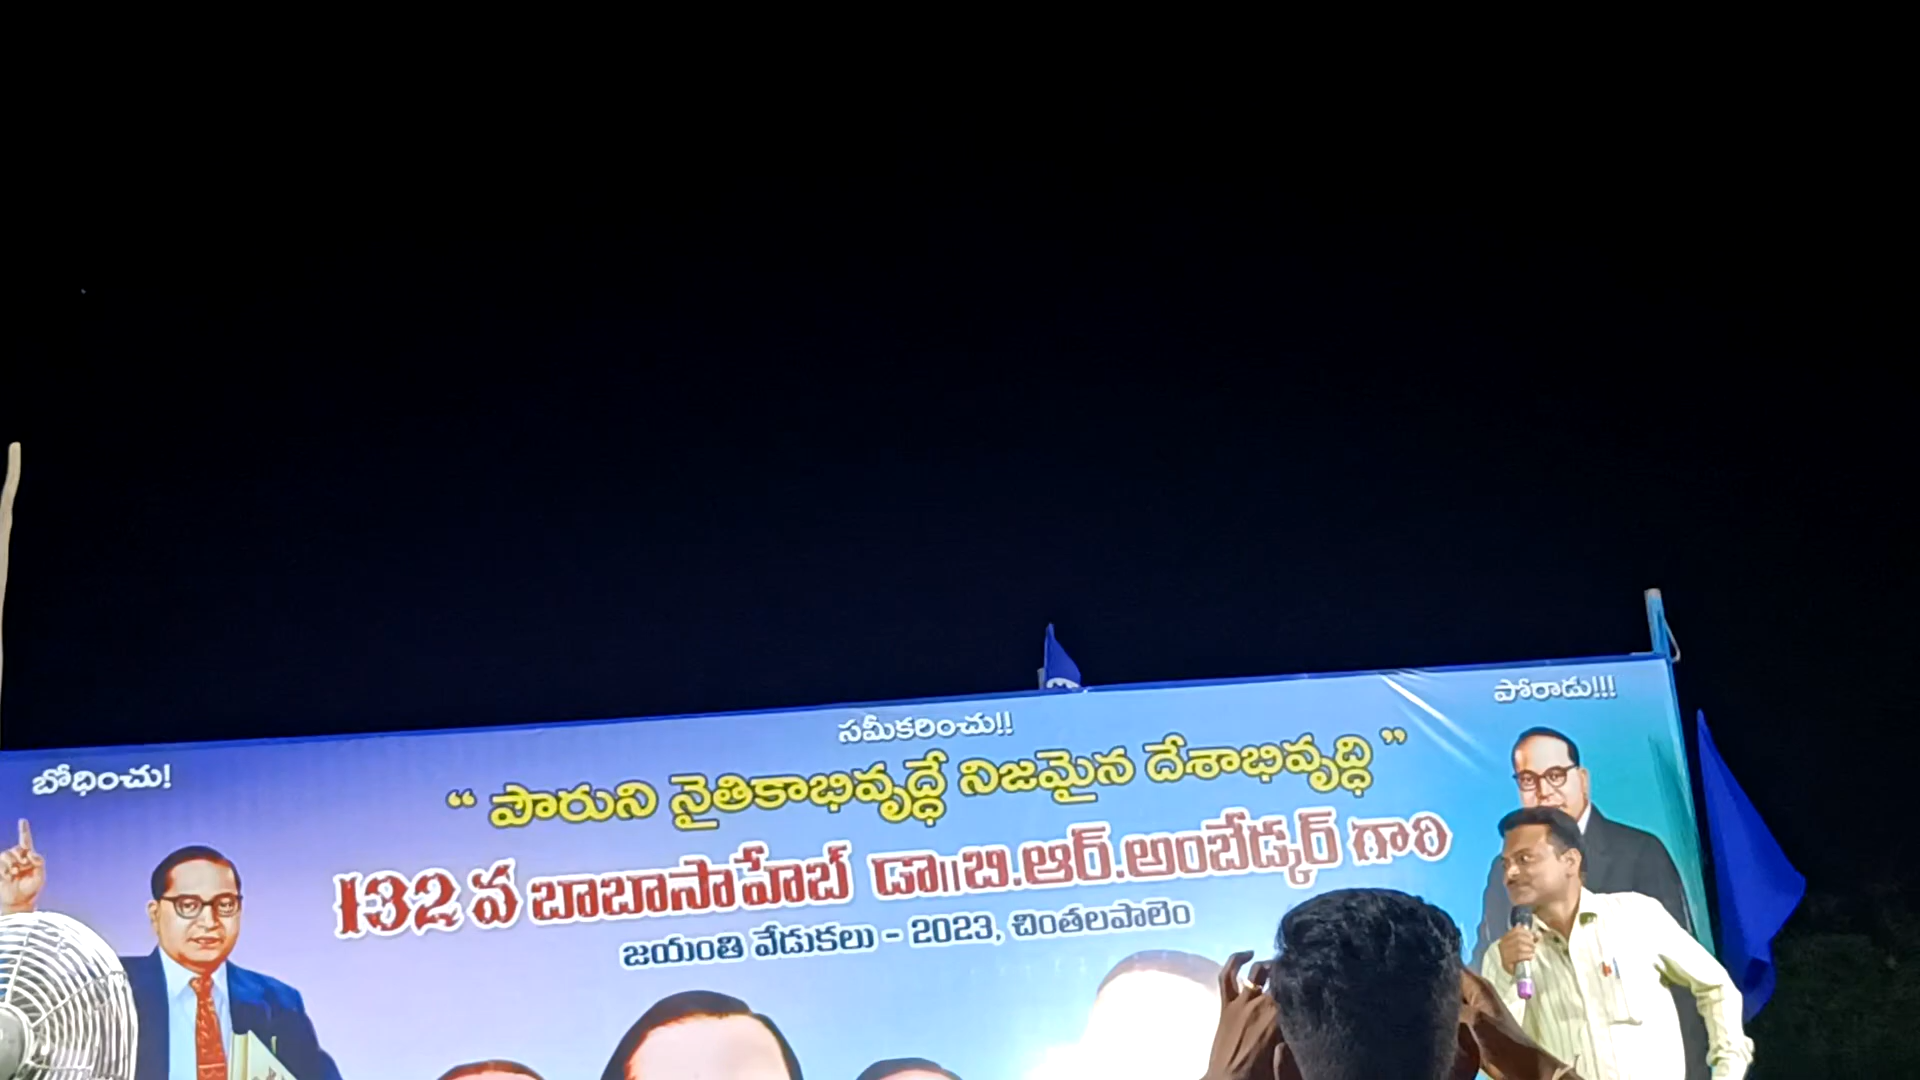 బోధించు!
సమీకరించు!!
పోరాడు!!!
“ పౌరుని నైతికాభివృద్ధే నిజమైన దేశాభివృద్ధి ”
132 వ బాబాసాహేబ్ డా॥బి.ఆర్.అంబేడ్కర్ గారి
జయంతి వేడుకలు - 2023, చింతలపాలెం